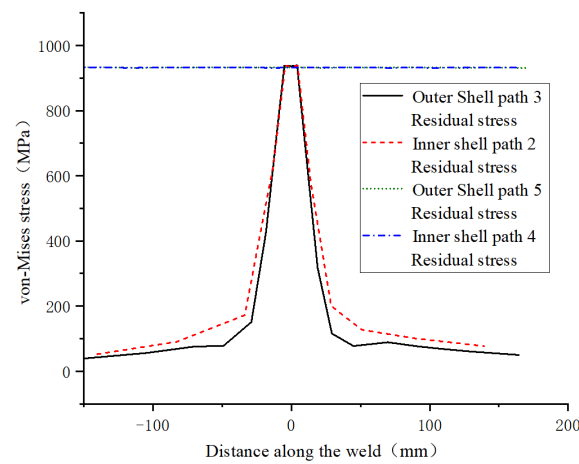 1000
800
600
400
200
0
von-Mises stress（MPa）
Outer Shell path 3
Residual stress
Inner shell path 2
Residual stress
Outer Shell path 5
Residual stress
Inner shell path 4
Residual stress
-100
0
100
200
Distance along the weld（mm）